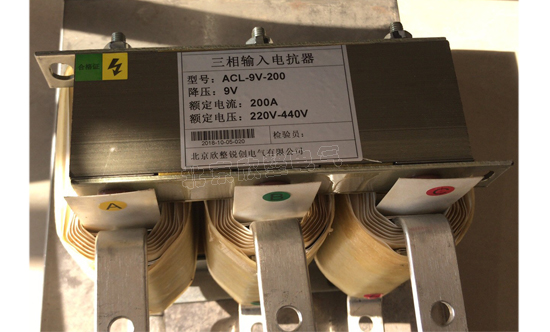 三相输入电抗器
型号: ACL-9V-200
降压: 9V
额定电流: 200A
额定电压: 220V-440V
2018-10-05-020
检验员:
北京欣整锐创电气有限公司
A
B
C